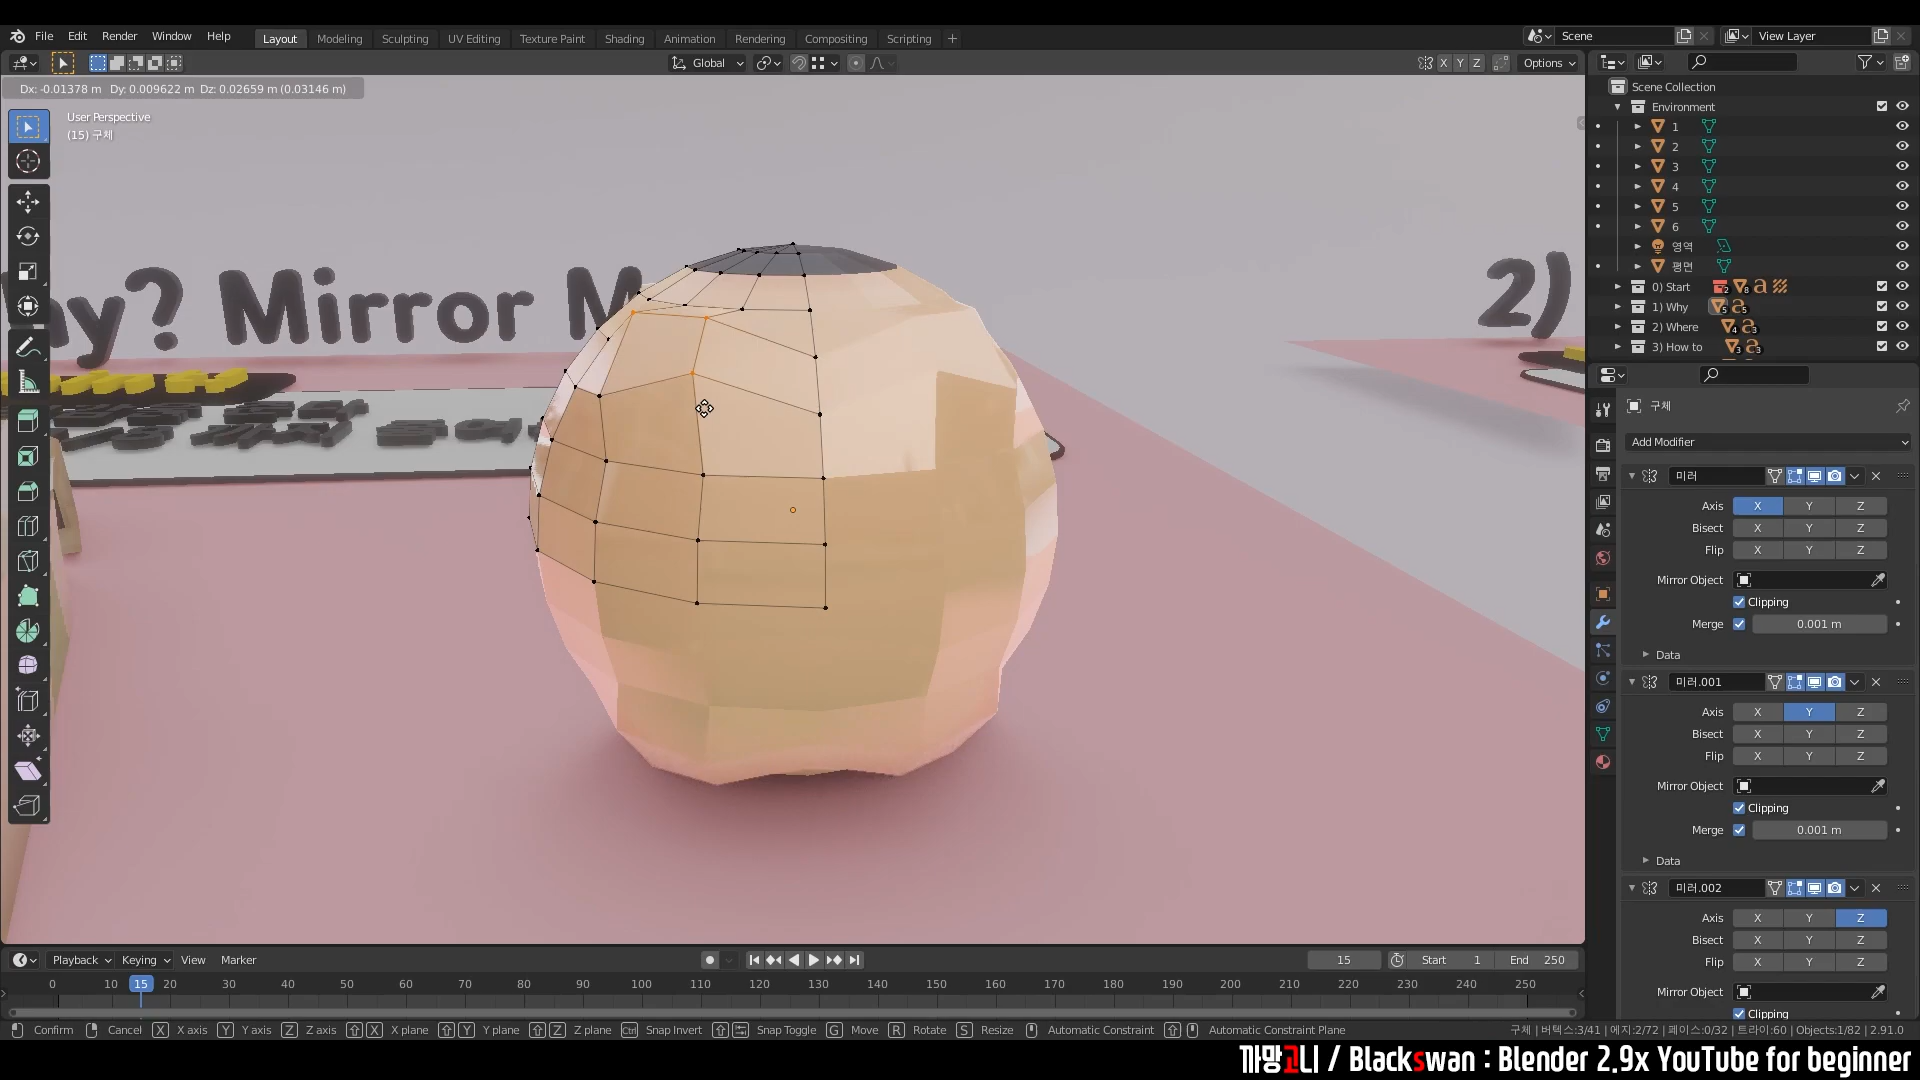 File Edit Render Window Help
Layout Modeling Sculpting UV Editing Texture Paint Shading Animation Rendering Compositing Scripting +
Scene
View Layer
Global
X Y Z
Options
Dx: -0.01378 m Dy: 0.009622 m Dz: 0.02659 m (0.03146 m)
User Perspective
(15) 구체
Scene Collection
Environment
1
2
3
4
5
6
영역
평면
0) Start 2 8
1) Why 5 5
2) Where 4 3
3) How to 3 3
hy? Mirror M
2)
구체
Add Modifier
미러
Axis X Y Z
Bisect X Y Z
Flip X Y Z
Mirror Object
Clipping
Merge 0.001 m
Data
미러.001
Axis X Y Z
Bisect X Y Z
Flip X Y Z
Mirror Object
Clipping
Merge 0.001 m
Data
미러.002
Axis X Y Z
Bisect X Y Z
Flip X Y Z
Mirror Object
Clipping
Playback Keying View Marker
15 Start 1 End 250
0 10 15 20 30 40 50 60 70 80 90 100 110 120 130 140 150 160 170 180 190 200 210 220 230 240 250
Confirm Cancel X X axis Y Y axis Z Z axis X X plane Y Y plane Z Z plane Ctrl Snap Invert Snap Toggle G Move R Rotate S Resize Automatic Constraint Automatic Constraint Plane
구체 | 버텍스:3/41 | 에지:2/72 | 페이스:0/32 | 트라이:60 | Objects:1/82 | 2.91.0
까망고니 / Blackswan : Blender 2.9x YouTube for beginner